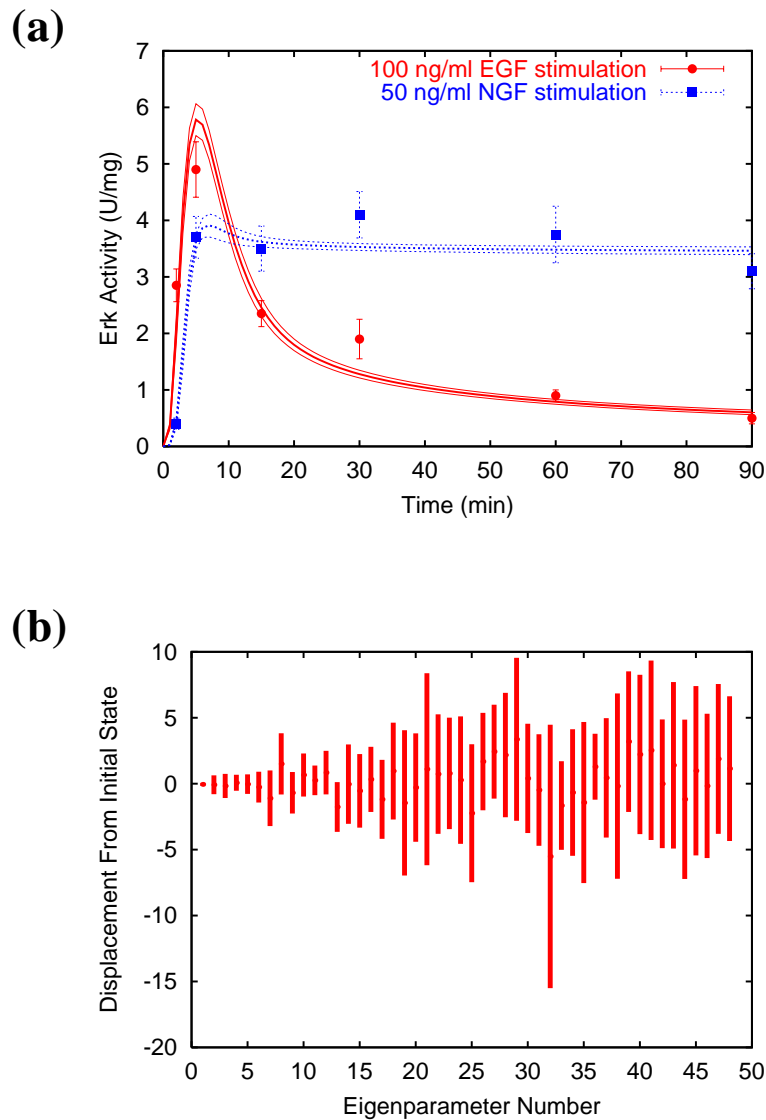 (a)
7
6
5
4
3
2
1
0
Erk Activity (U/mg)
100 ng/ml EGF stimulation
50 ng/ml NGF stimulation
0 10 20 30 40 50 60 70 80 90
Time (min)
(b)
10
5
0
-5
-10
-15
-20
Displacement From Initial State
0 5 10 15 20 25 30 35 40 45 50
Eigenparameter Number